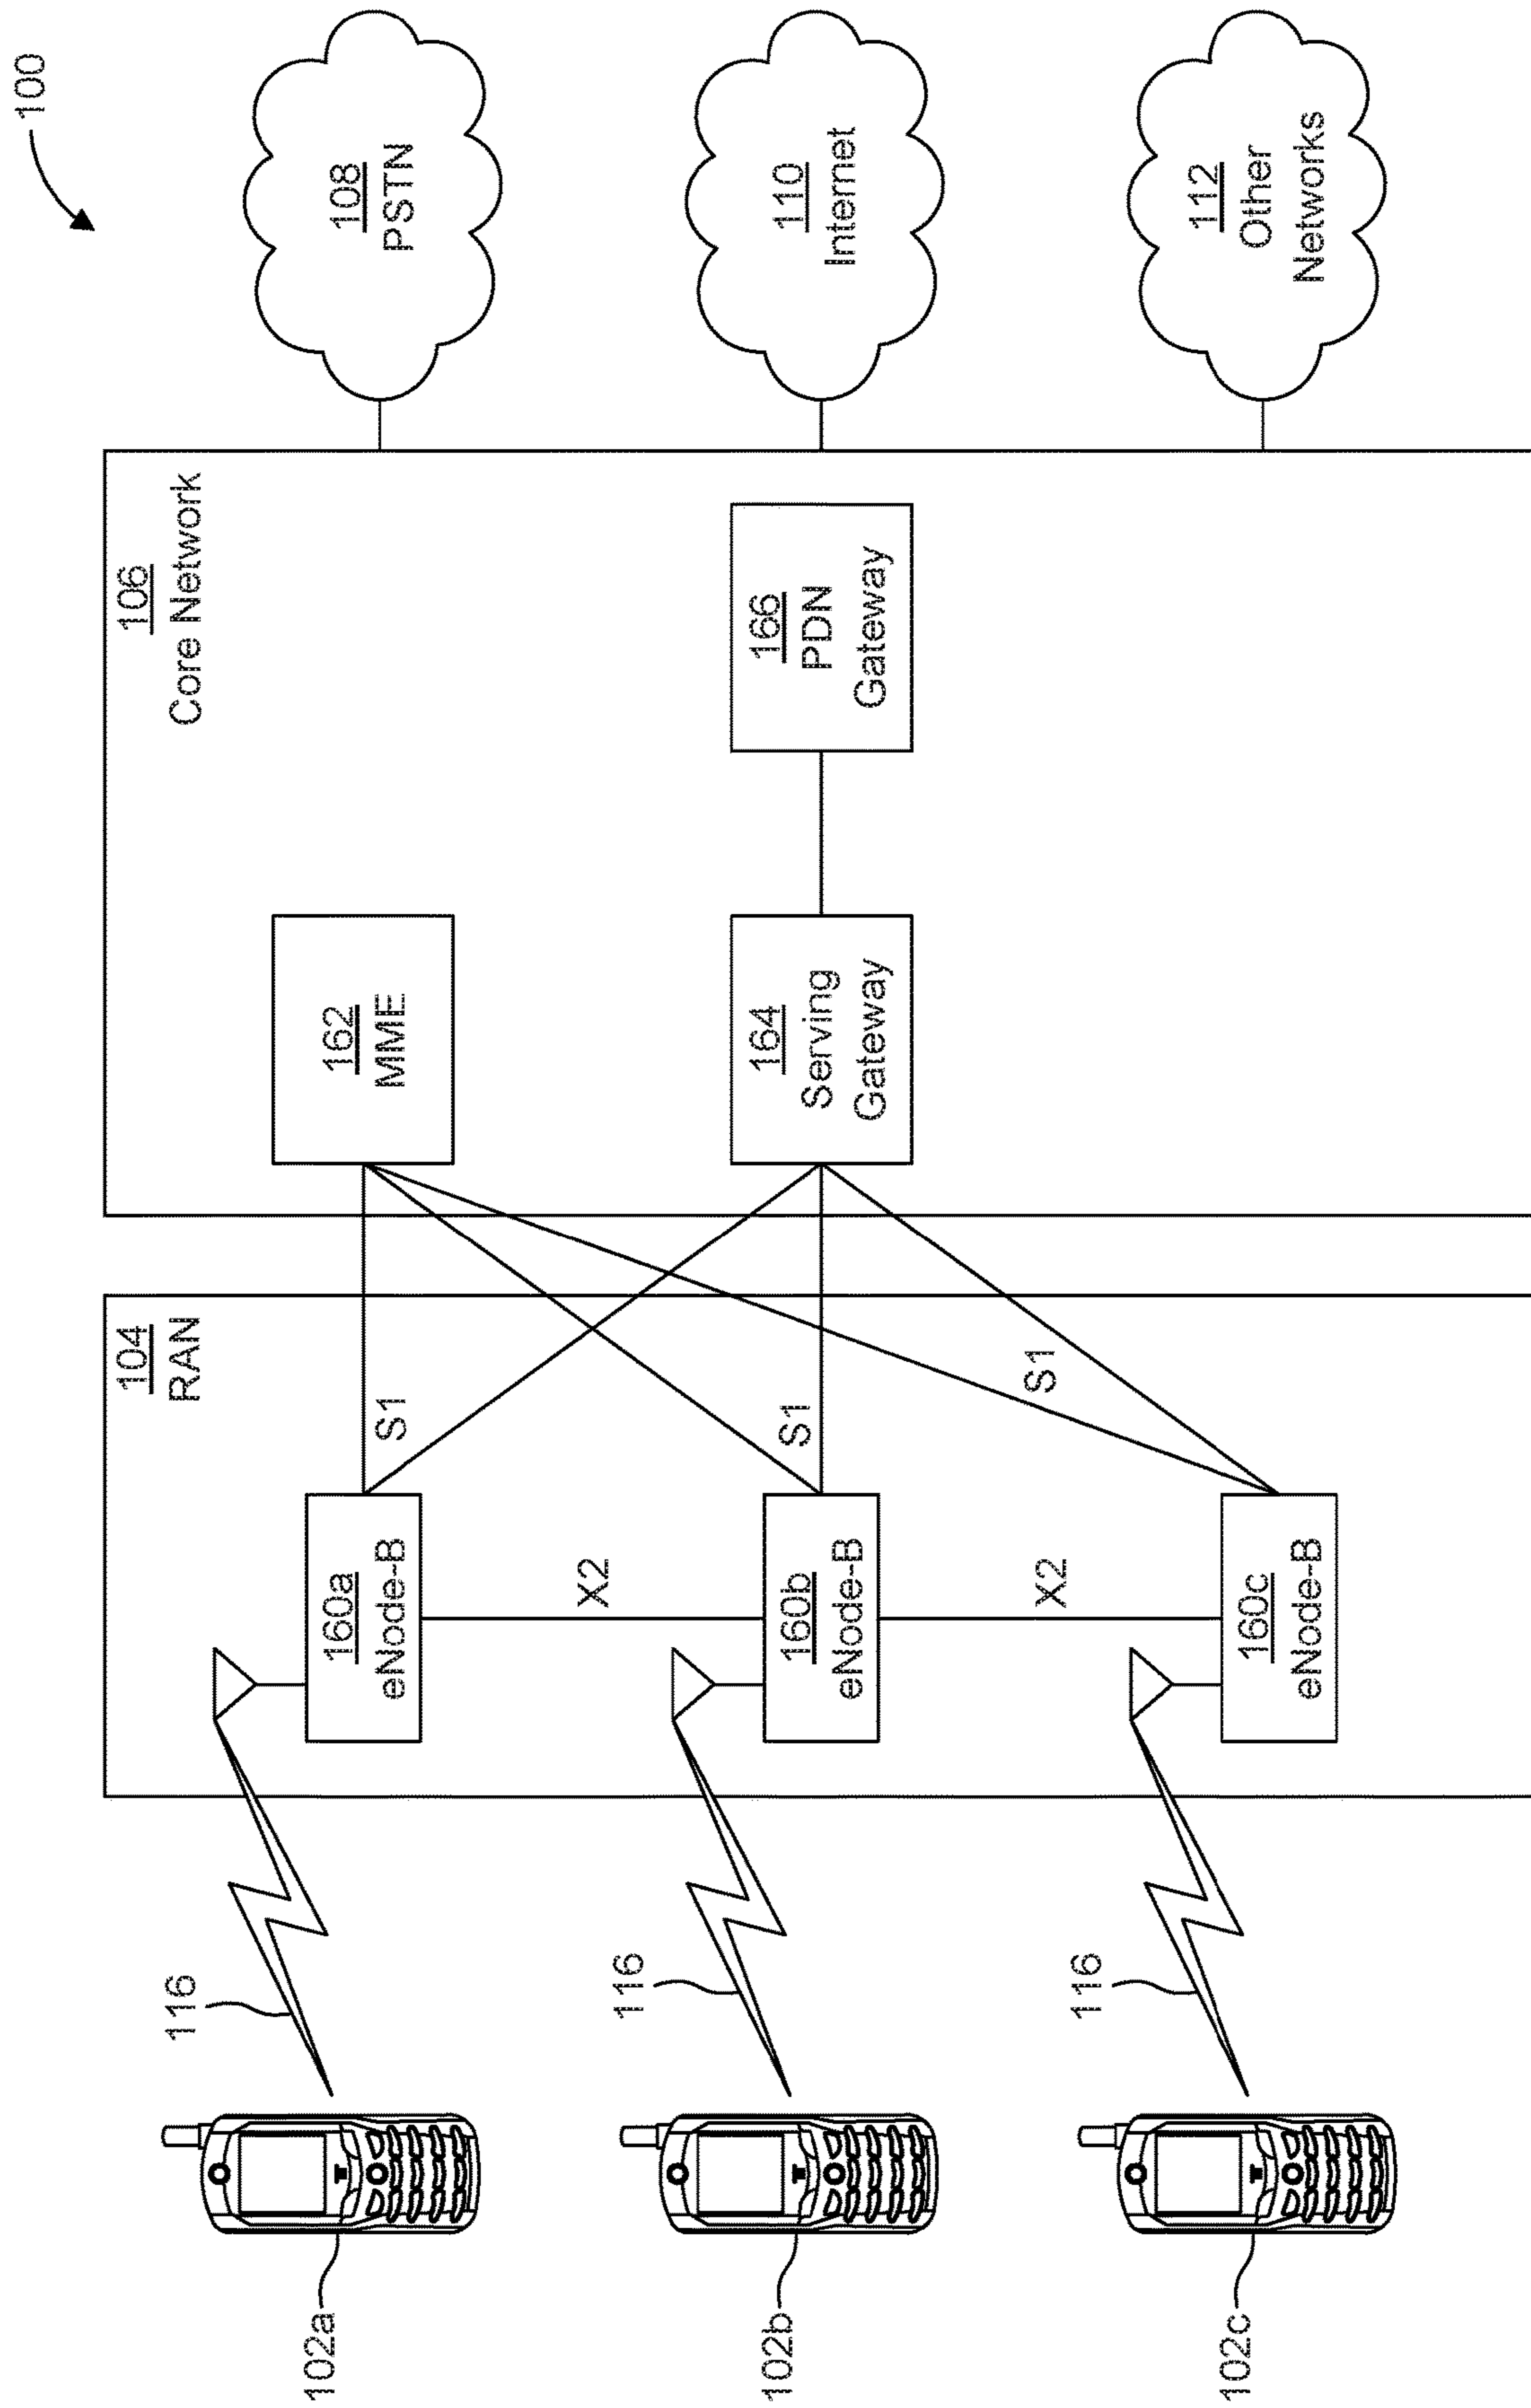 100
108
PSTN
110
Internet
112
Other
Networks
106
Core Network
162
MME
164
Serving
Gateway
166
PDN
Gateway
104
RAN
S1
S1
S1
160a
eNode-B
X2
160b
eNode-B
X2
160c
eNode-B
116
116
116
102a
102b
102c